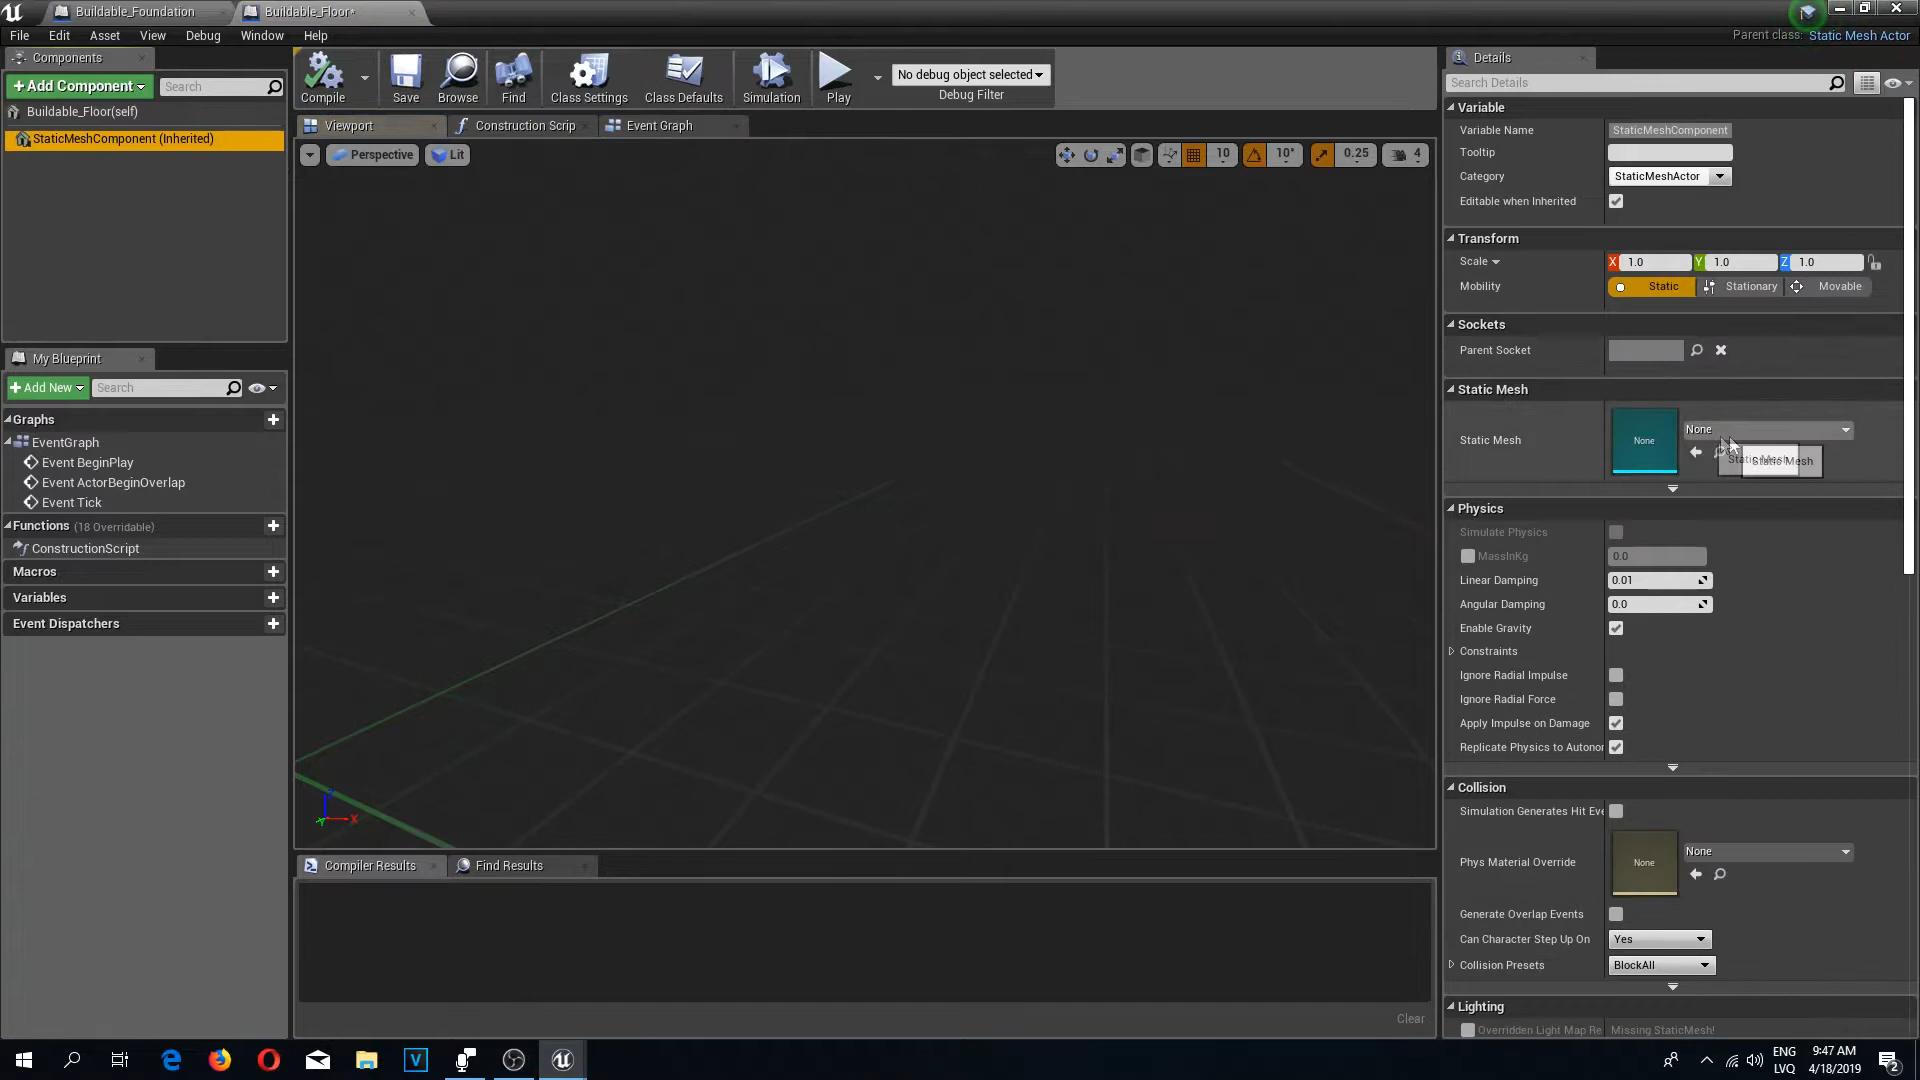 Buildable_Foundation
Buildable_Floor*
File Edit Asset View Debug Window Help
Parent class: Static Mesh Actor
Components
+Add Component
Search
Buildable_Floor(self)
StaticMeshComponent (Inherited)
My Blueprint
+Add New
Search
Graphs
EventGraph
Event BeginPlay
Event ActorBeginOverlap
Event Tick
Functions (18 Overridable)
ConstructionScript
Macros
Variables
Event Dispatchers
Compile
Save
Browse
Find
Class Settings
Class Defaults
Simulation
Play
No debug object selected
Debug Filter
Viewport
Construction Scrip
Event Graph
Perspective
Lit
10
10°
0.25
4
X
Compiler Results
Find Results
Clear
Details
Search Details
Variable
Variable Name StaticMeshComponent
Tooltip
Category StaticMeshActor
Editable when Inherited
Transform
Scale X 1.0 Y 1.0 Z 1.0
Mobility Static Stationary Movable
Sockets
Parent Socket
Static Mesh
Static Mesh None None
Static Mesh
Physics
Simulate Physics
MassInKg 0.0
Linear Damping 0.01
Angular Damping 0.0
Enable Gravity
Constraints
Ignore Radial Impulse
Ignore Radial Force
Apply Impulse on Damage
Replicate Physics to Autonor
Collision
Simulation Generates Hit Eve
Phys Material Override None None
Generate Overlap Events
Can Character Step Up On Yes
Collision Presets BlockAll
Lighting
Overridden Light Map Re Missing StaticMesh!
ENG
LVQ
9:47 AM
4/18/2019
2